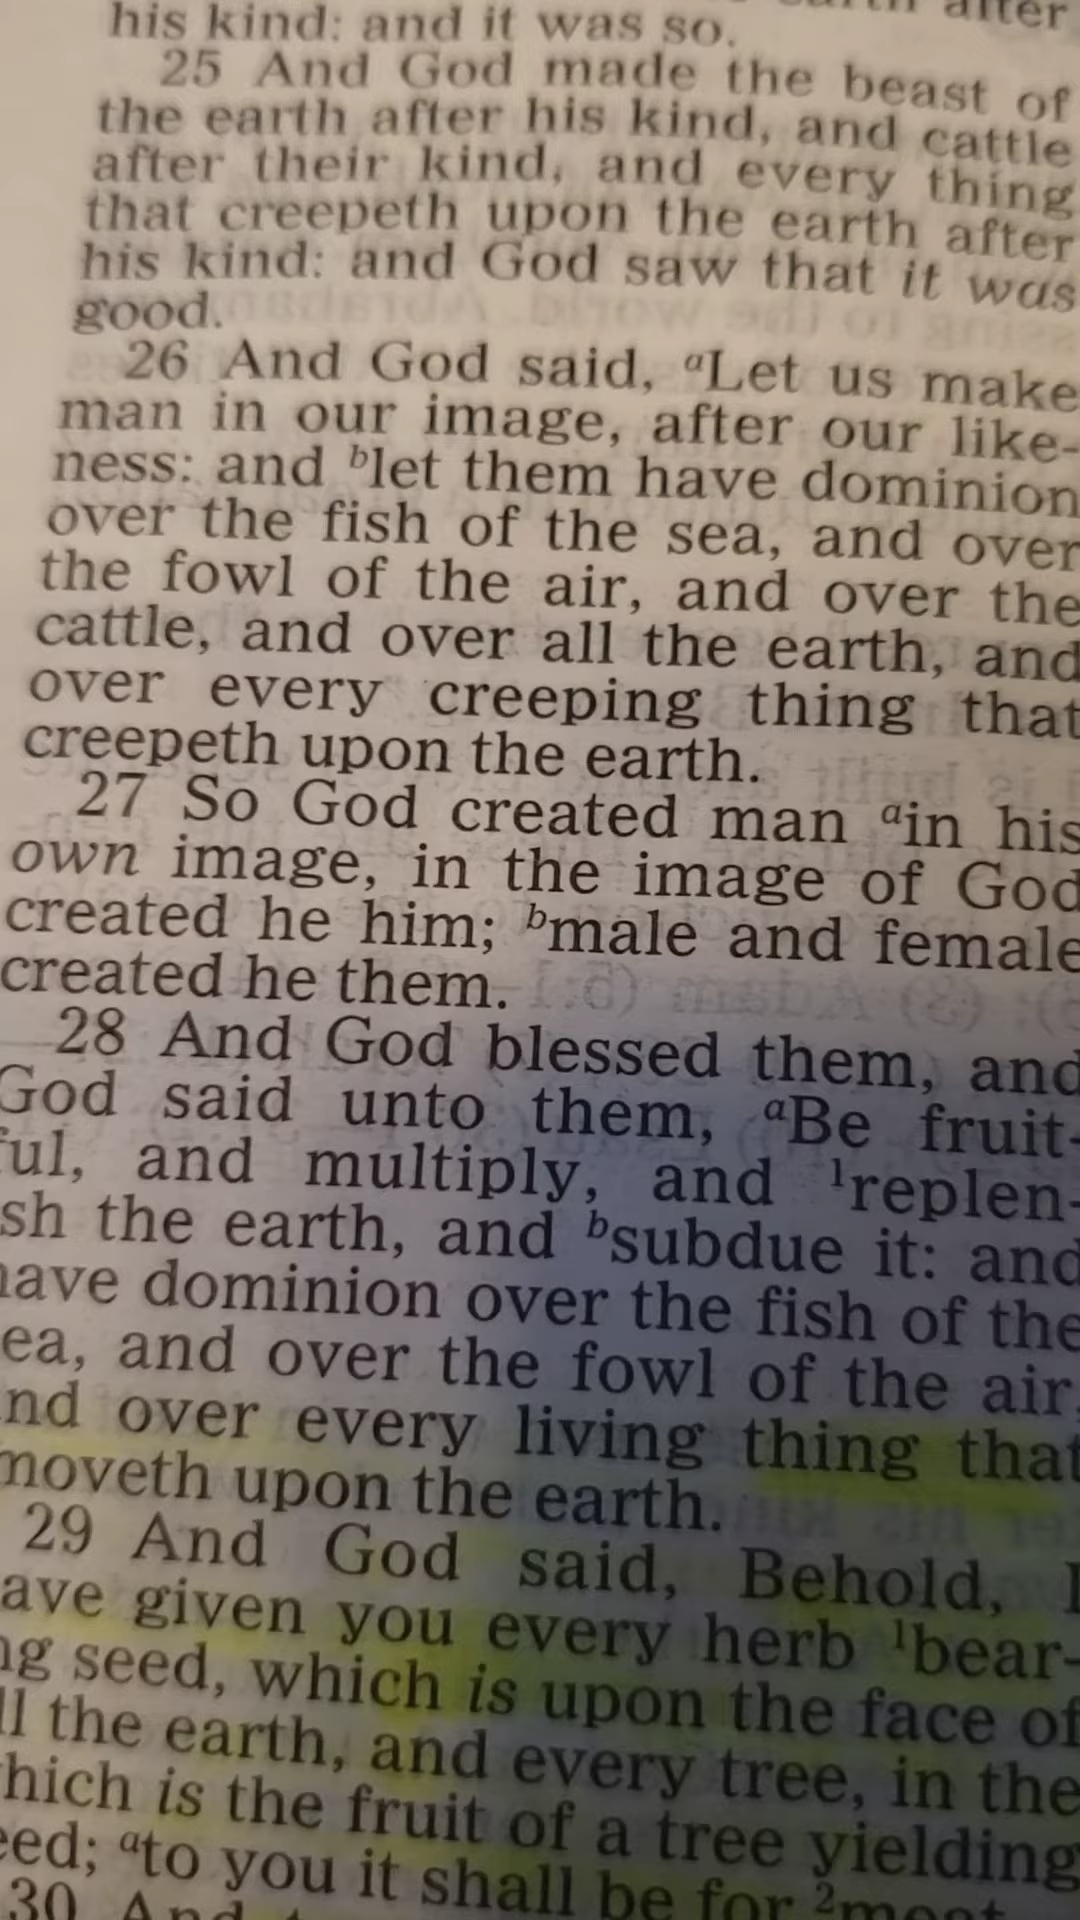 his kind: and it was so.
25 And God made the beast of
the earth after his kind, and cattle
after their kind, and every thing
that creepeth upon the earth after
his kind: and God saw that it was
good.
26 And God said, ᵃLet us make
man in our image, after our like-
ness: and ᵇlet them have dominion
over the fish of the sea, and over
the fowl of the air, and over the
cattle, and over all the earth, and
over every creeping thing that
creepeth upon the earth.
27 So God created man ᵃin his
own image, in the image of God
created he him; ᵇmale and female
created he them.
28 And God blessed them, and
God said unto them, ᵃBe fruit-
ful, and multiply, and ¹replen-
sh the earth, and ᵇsubdue it: and
have dominion over the fish of the
ea, and over the fowl of the air,
nd over every living thing that
moveth upon the earth.
29 And God said, Behold, I
ave given you every herb ¹bear-
ng seed, which is upon the face of
ll the earth, and every tree, in the
hich is the fruit of a tree yielding
eed; ᵃto you it shall be for ²meat.
30 And